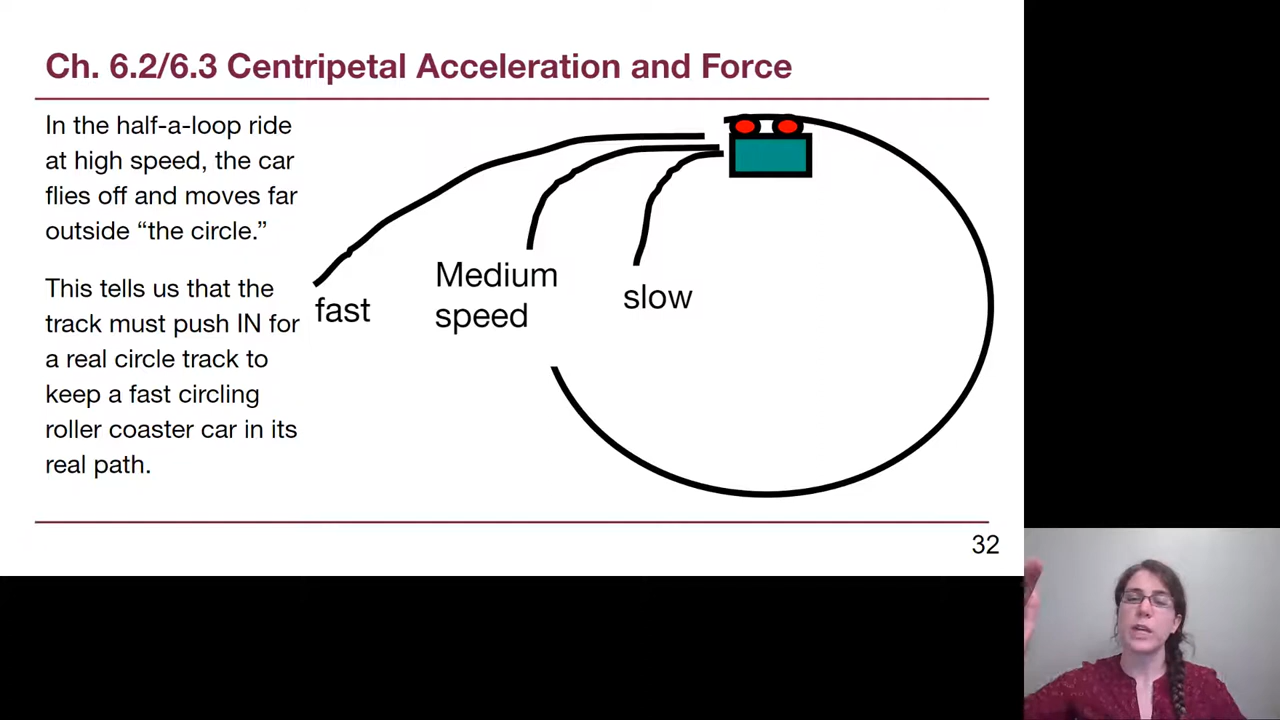 Ch. 6.2/6.3 Centripetal Acceleration and Force
In the half-a-loop ride
at high speed, the car
flies off and moves far
outside “the circle.”
This tells us that the
track must push IN for
a real circle track to
keep a fast circling
roller coaster car in its
real path.
fast
Medium
speed
slow
32